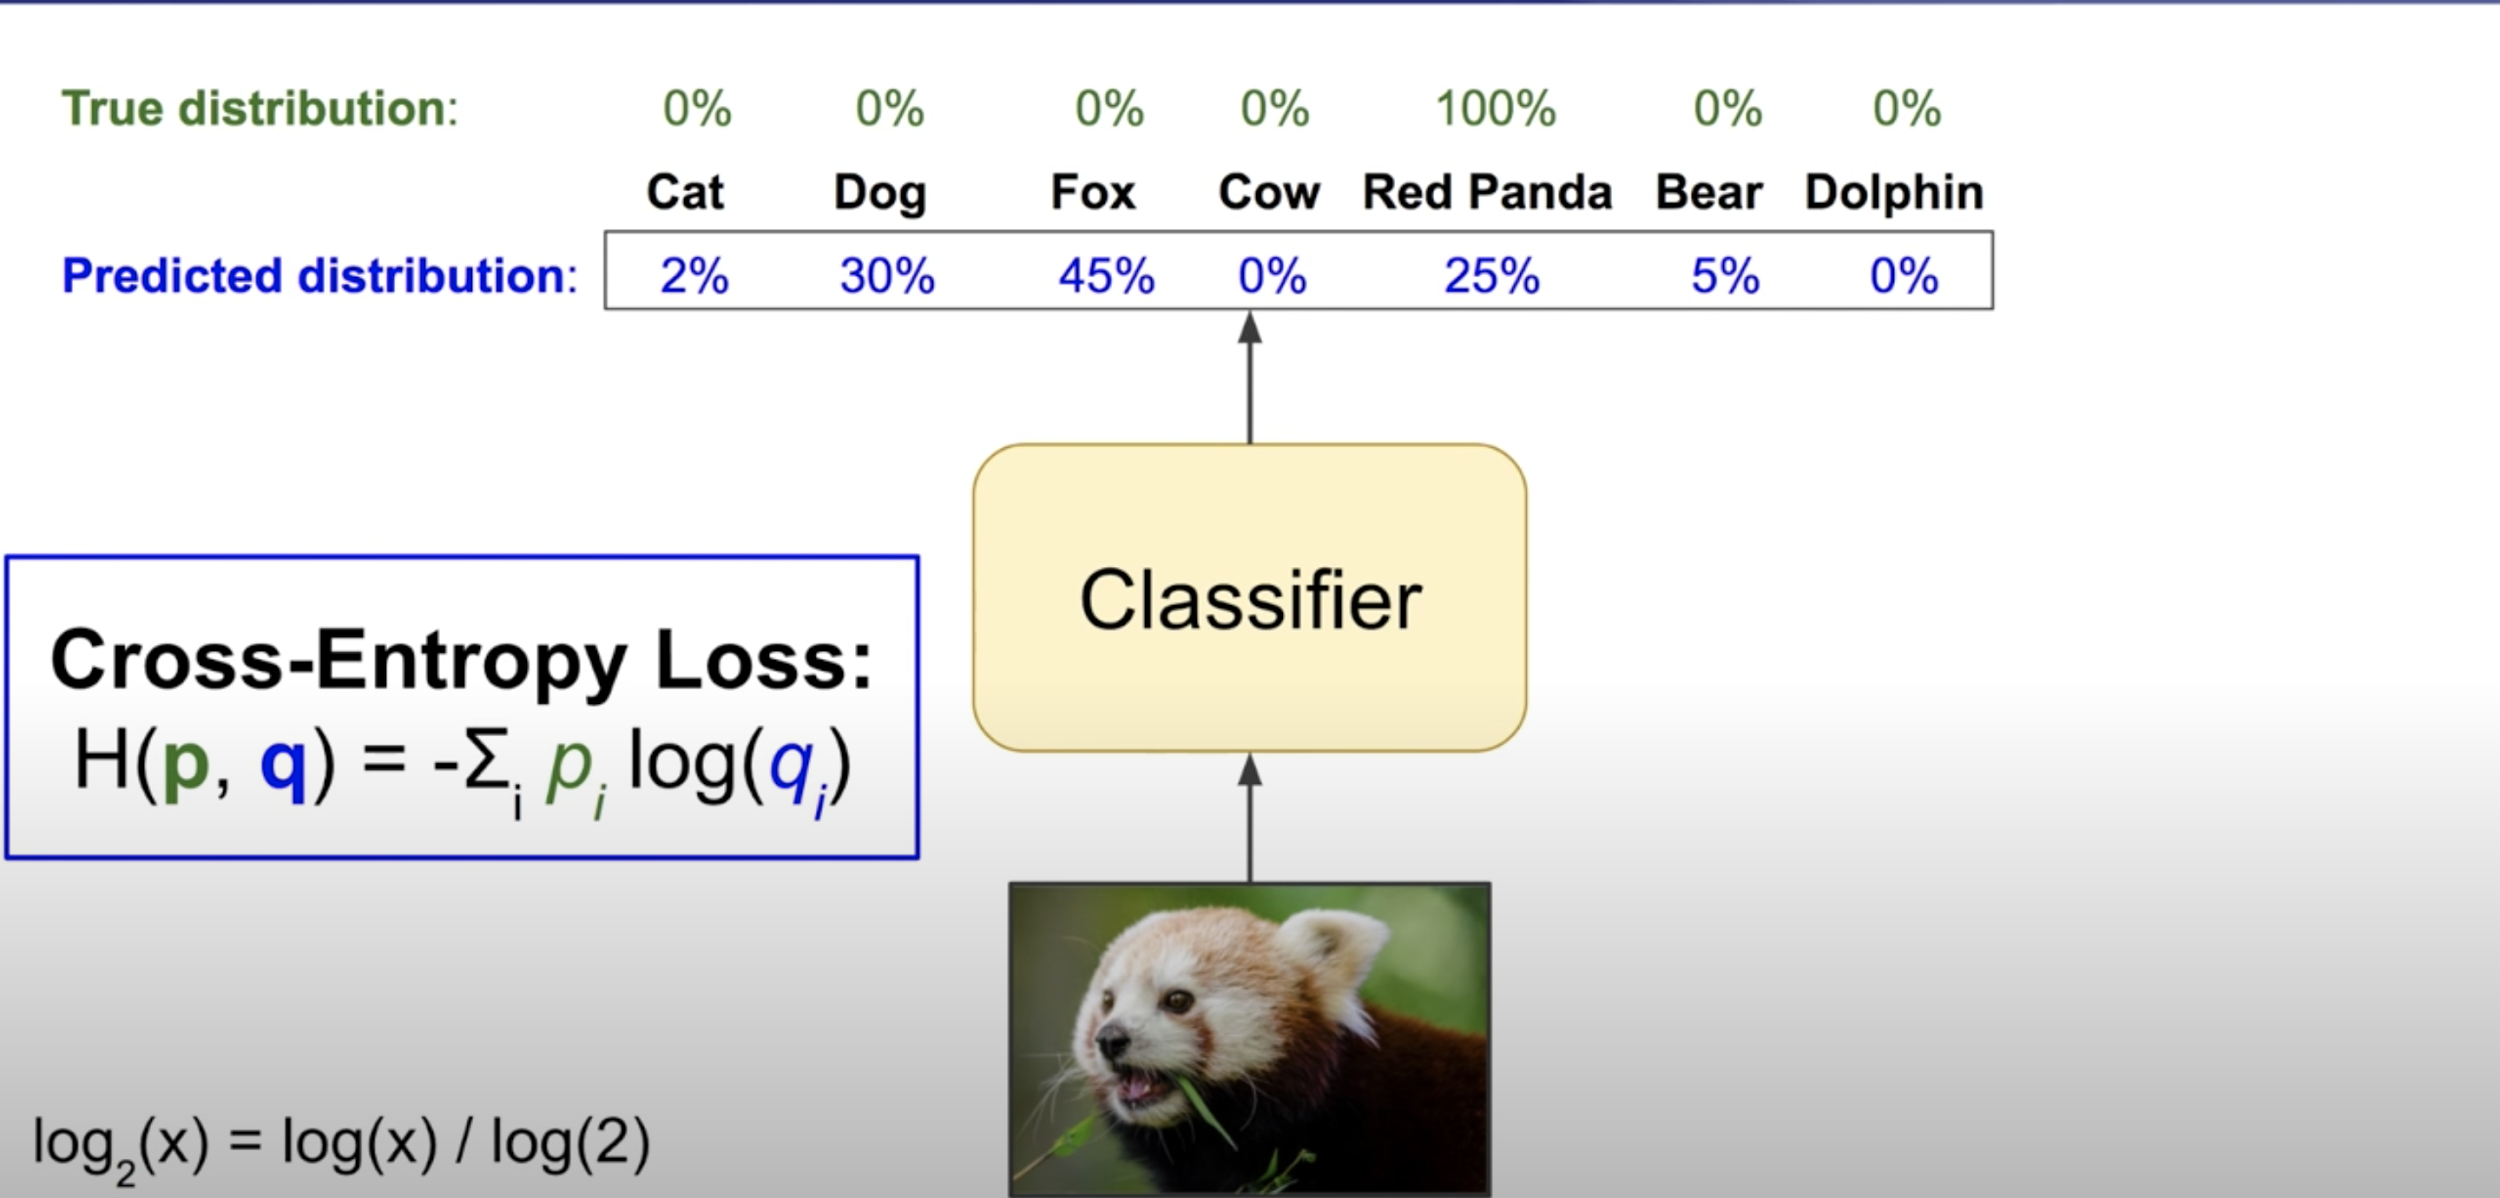 True distribution: 0% 0% 0% 0% 100% 0% 0%
Cat Dog Fox Cow Red Panda Bear Dolphin
Predicted distribution: 2% 30% 45% 0% 25% 5% 0%
Classifier
Cross-Entropy Loss:
H(p, q) = -Σᵢ pᵢ log(qᵢ)
log₂(x) = log(x) / log(2)